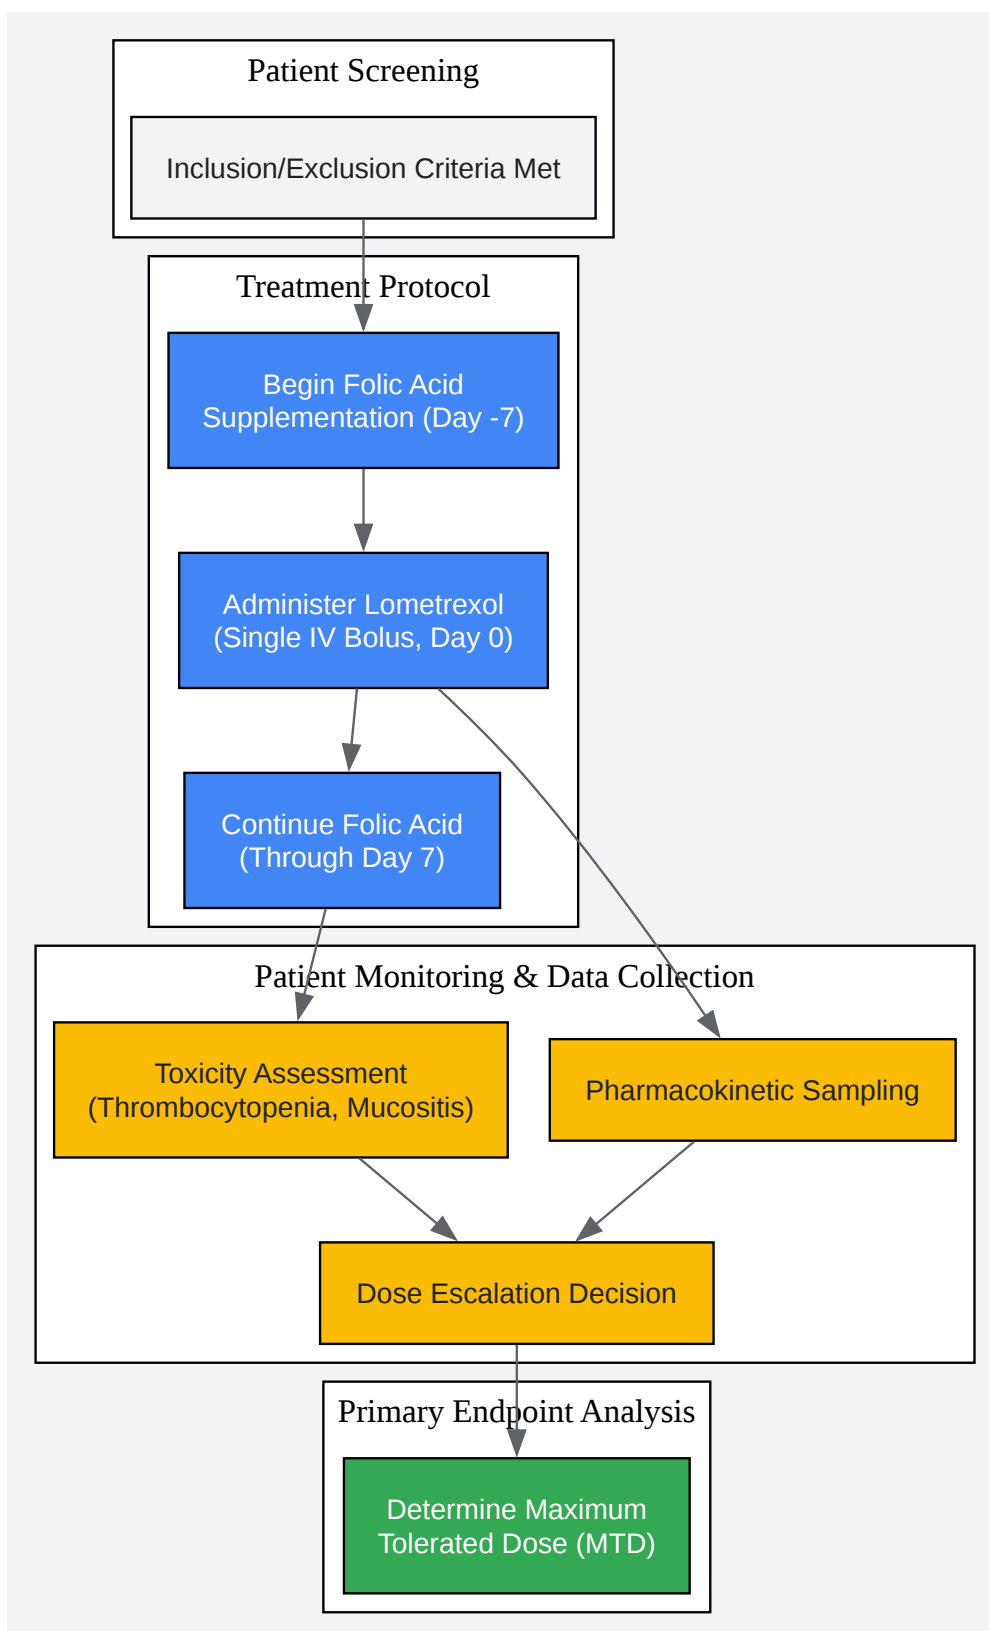 Patient Screening
Inclusion/Exclusion Criteria Met
Treatment Protocol
Begin Folic Acid
Supplementation (Day -7)
Administer Lometrexol
(Single IV Bolus, Day 0)
Continue Folic Acid
(Through Day 7)
Patient Monitoring & Data Collection
Toxicity Assessment
(Thrombocytopenia, Mucositis)
Pharmacokinetic Sampling
Dose Escalation Decision
Primary Endpoint Analysis
Determine Maximum
Tolerated Dose (MTD)